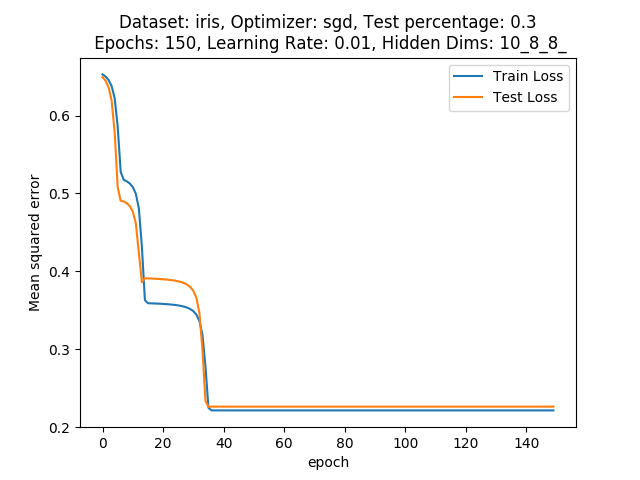 Dataset: iris, Optimizer: sgd, Test percentage: 0.3
Epochs: 150, Learning Rate: 0.01, Hidden Dims: 10_8_8_
Train Loss
Test Loss
Mean squared error
0.6
0.5
0.4
0.3
0.2
0 20 40 60 80 100 120 140
epoch